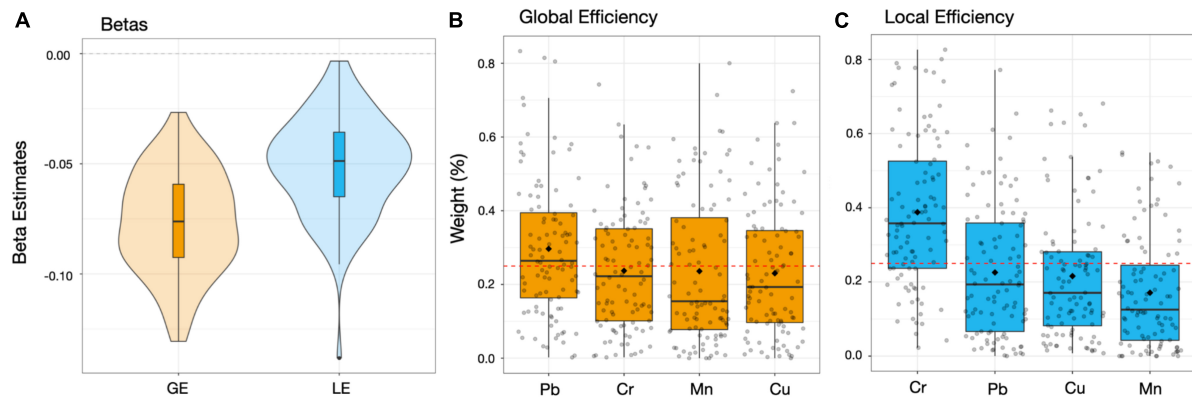 A
Betas
0.00
-0.05
-0.10
Beta Estimates
GE
LE
B
Global Efficiency
0.8
0.6
0.4
0.2
0.0
Weight (%)
Pb
Cr
Mn
Cu
C
Local Efficiency
0.8
0.6
0.4
0.2
0.0
Cr
Pb
Cu
Mn